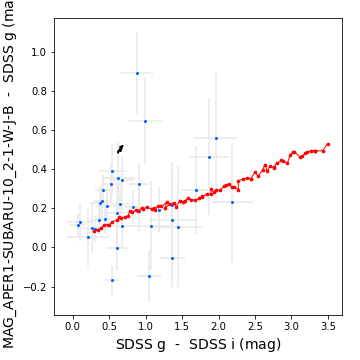 MAG_APER1-SUBARU-10_2-1-W-J-B - SDSS g (ma
1.0
0.8
0.6
0.4
0.2
0.0
−0.2
0.0 0.5 1.0 1.5 2.0 2.5 3.0 3.5
SDSS g - SDSS i (mag)